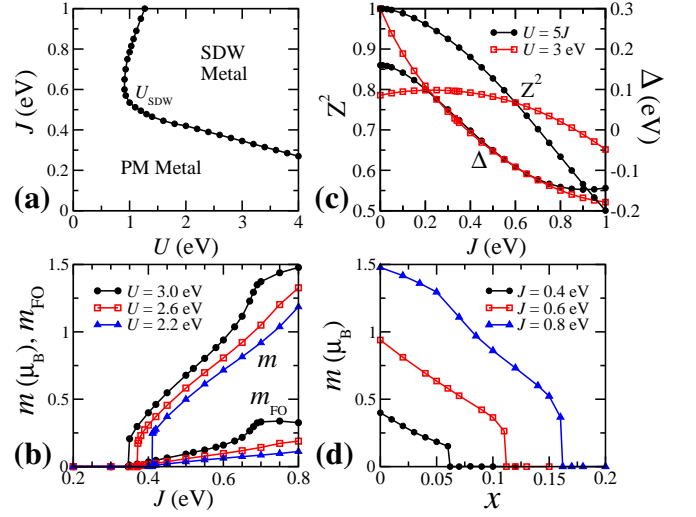 1
0.8
0.6
0.4
0.2
0
J (eV)
SDW
Metal
U_SDW
PM Metal
(a)
0 1 2 3 4
U (eV)
1
0.9
0.8
0.7
0.6
0.5
Z²
U = 5J
U = 3 eV
Z²
Δ
(c)
0.3
0.2
0.1
0
-0.1
-0.2
Δ (eV)
0 0.2 0.4 0.6 0.8 1
J (eV)
1.5
1
0.5
0
m (μ_B), m_FO
U = 3.0 eV
U = 2.6 eV
U = 2.2 eV
m
m_FO
(b)
0.2 0.4 0.6 0.8
J (eV)
1.5
1
0.5
0
m (μ_B)
J = 0.4 eV
J = 0.6 eV
J = 0.8 eV
(d)
0 0.05 0.1 0.15 0.2
x